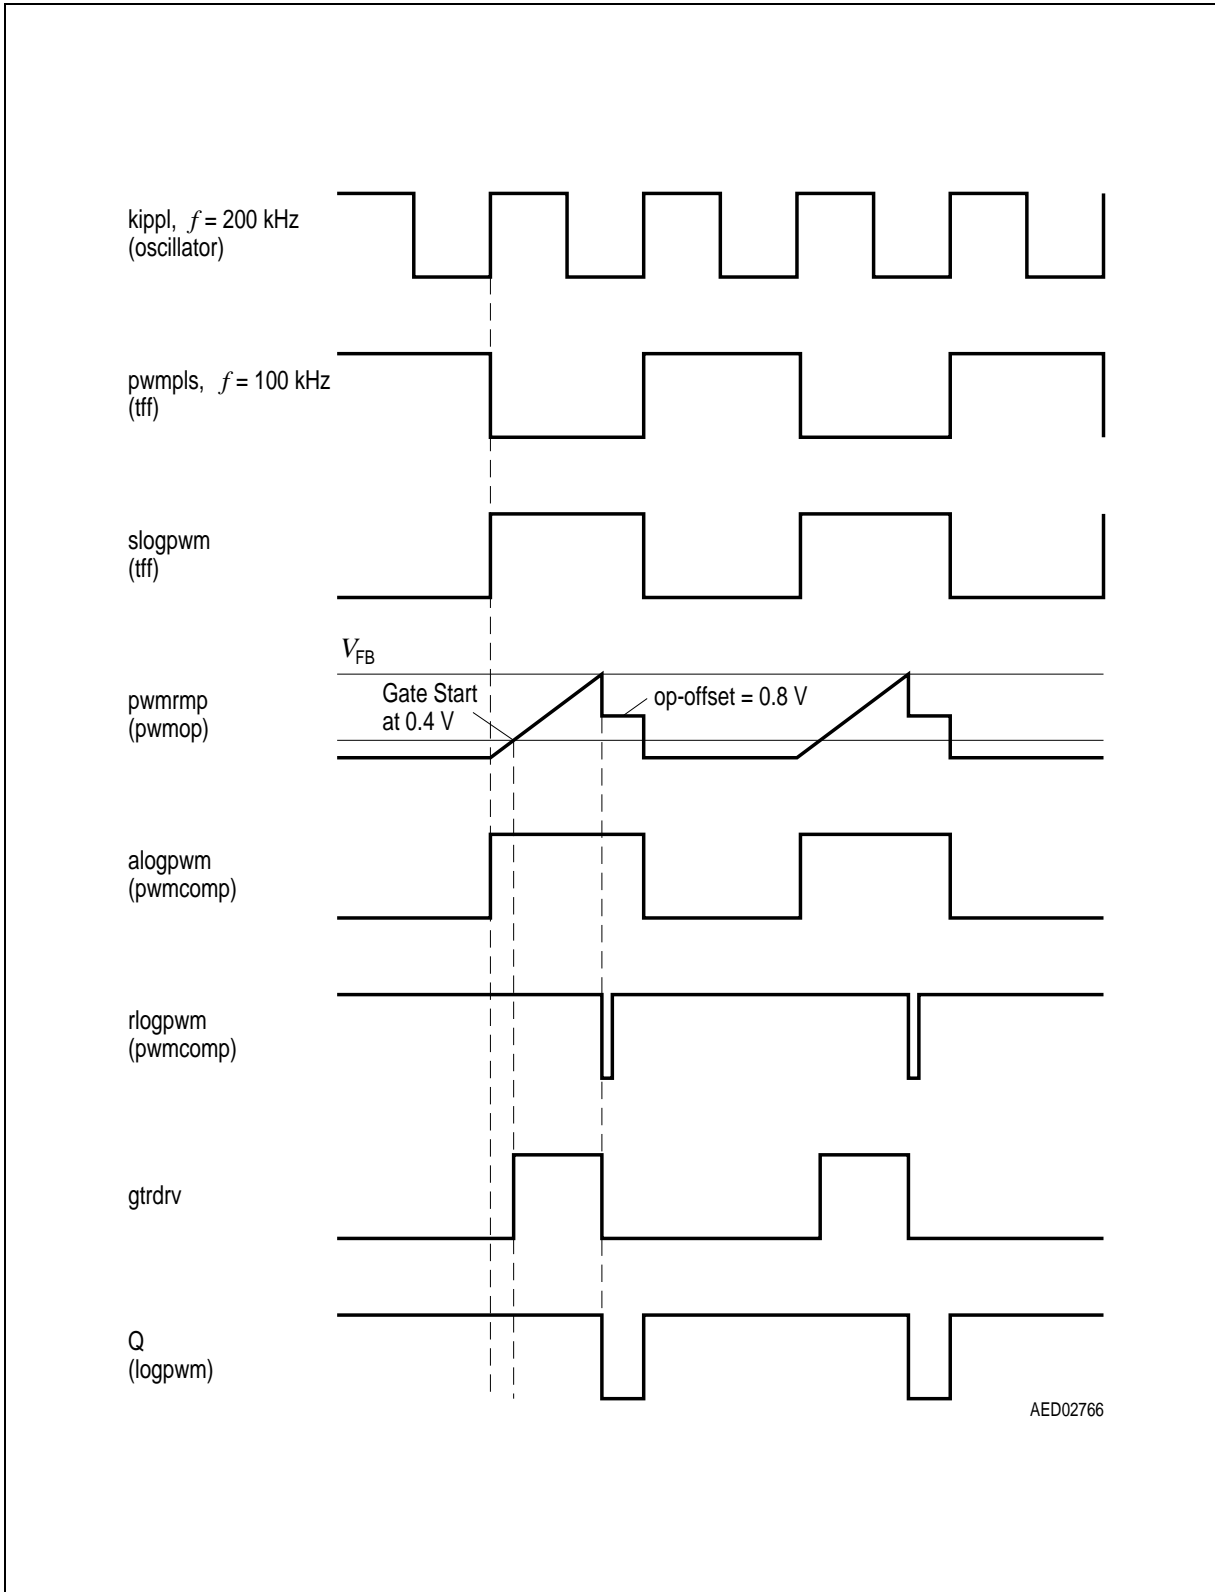 kippl, f = 200 kHz
(oscillator)
pwmpls, f = 100 kHz
(tff)
slogpwm
(tff)
VFB
pwmrmp
(pwmop)
Gate Start
at 0.4 V
op-offset = 0.8 V
alogpwm
(pwmcomp)
rlogpwm
(pwmcomp)
gtrdrv
Q
(logpwm)
AED02766